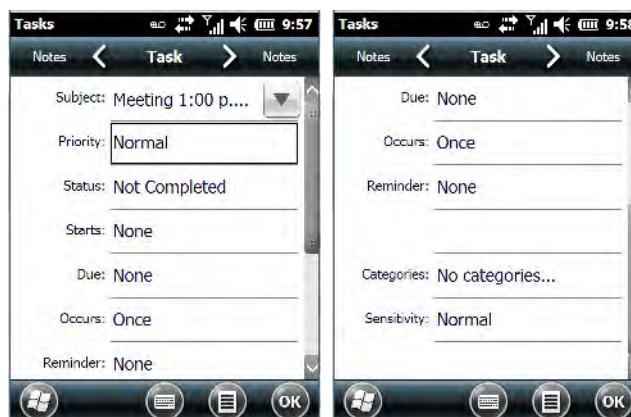 Tasks 9:57
Notes Task Notes
Subject: Meeting 1:00 p....
Priority: Normal
Status: Not Completed
Starts: None
Due: None
Occurs: Once
Reminder: None
OK
Tasks 9:58
Notes Task Notes
Due: None
Occurs: Once
Reminder: None
Categories: No categories...
Sensitivity: Normal
OK